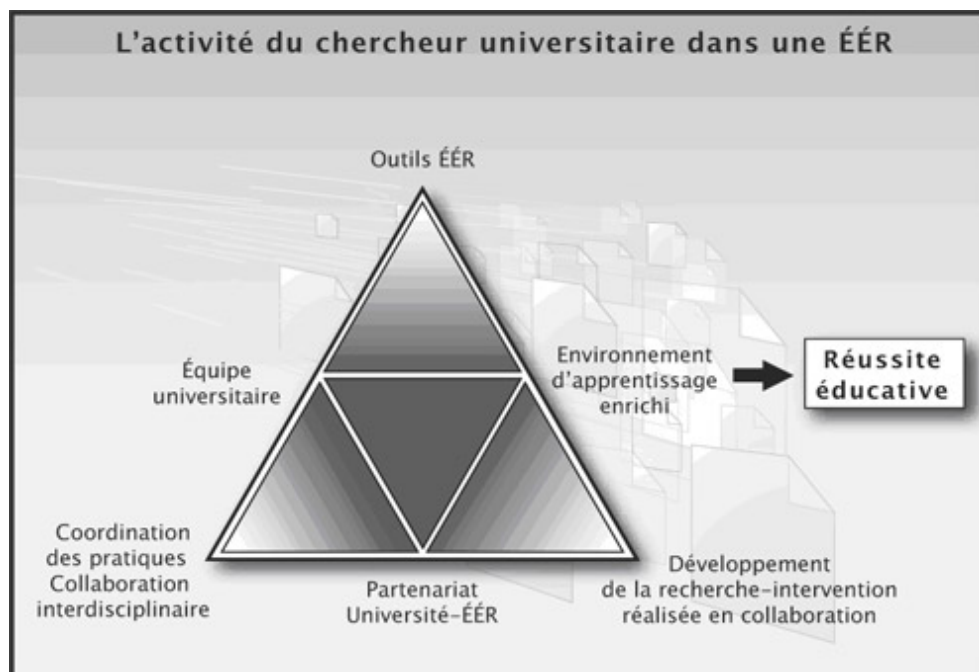 L'activité du chercheur universitaire dans une ÉÉR
Outils ÉÉR
Équipe
universitaire
Environnement
d'apprentissage
enrichi
Réussite
éducative
Coordination
des pratiques
Collaboration
interdisciplinaire
Partenariat
Université–ÉÉR
Développement
de la recherche-intervention
réalisée en collaboration